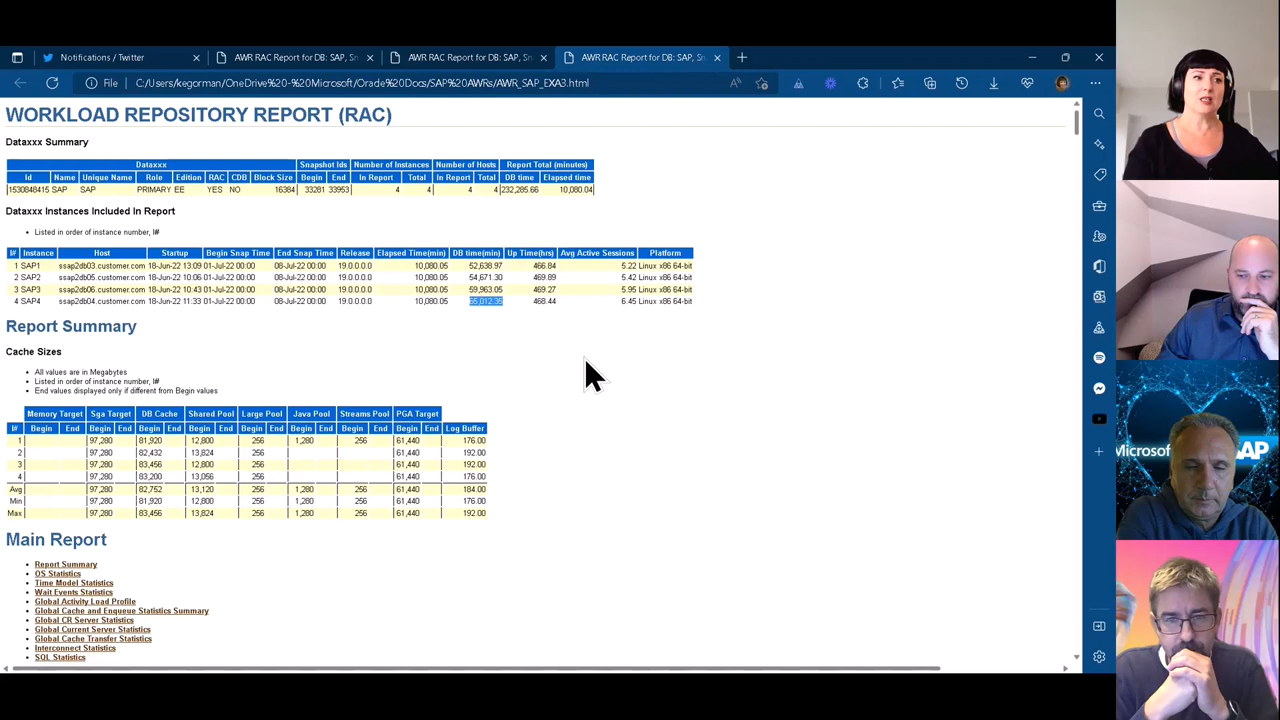 Notifications / Twitter
AWR RAC Report for DB: SAP, Sn
AWR RAC Report for DB: SAP, Sn
AWR RAC Report for DB: SAP, Sn
File C:/Users/kegorman/OneDrive%20-%20Microsoft/Oracle%20Docs/SAP%20AWRs/AWR_SAP_EXA3.html
WORKLOAD REPOSITORY REPORT (RAC)
Dataxxx Summary
Dataxxx Snapshot Ids Number of Instances Number of Hosts Report Total (minutes)
Id Name Unique Name Role Edition RAC CDB Block Size Begin End In Report Total In Report Total DB time Elapsed time
1530848415 SAP SAP PRIMARY EE YES NO 16384 33281 33953 4 4 4 4 232,285.66 10,080.04
Dataxxx Instances Included In Report
Listed in order of instance number, I#
I# Instance Host Startup Begin Snap Time End Snap Time Release Elapsed Time(min) DB time(min) Up Time(hrs) Avg Active Sessions Platform
1 SAP1 ssap2db03.customer.com 18-Jun-22 13:09 01-Jul-22 00:00 08-Jul-22 00:00 19.0.0.0.0 10,080.05 52,638.97 466.84 5.22 Linux x86 64-bit
2 SAP2 ssap2db05.customer.com 18-Jun-22 10:06 01-Jul-22 00:00 08-Jul-22 00:00 19.0.0.0.0 10,080.05 54,671.30 469.89 5.42 Linux x86 64-bit
3 SAP3 ssap2db06.customer.com 18-Jun-22 10:43 01-Jul-22 00:00 08-Jul-22 00:00 19.0.0.0.0 10,080.05 59,963.05 469.27 5.95 Linux x86 64-bit
4 SAP4 ssap2db04.customer.com 18-Jun-22 11:33 01-Jul-22 00:00 08-Jul-22 00:00 19.0.0.0.0 10,080.05 65,012.35 468.44 6.45 Linux x86 64-bit
Report Summary
Cache Sizes
All values are in Megabytes
Listed in order of instance number, I#
End values displayed only if different from Begin values
Memory Target Sga Target DB Cache Shared Pool Large Pool Java Pool Streams Pool PGA Target
I# Begin End Begin End Begin End Begin End Begin End Begin End Begin End Begin End Log Buffer
1 97,280 81,920 12,800 256 1,280 256 61,440 176.00
2 97,280 82,432 13,824 256 61,440 192.00
3 97,280 83,456 12,800 256 61,440 192.00
4 97,280 83,200 13,056 256 61,440 176.00
Avg 97,280 82,752 13,120 256 1,280 256 61,440 184.00
Min 97,280 81,920 12,800 256 1,280 256 61,440 176.00
Max 97,280 83,456 13,824 256 1,280 256 61,440 192.00
Main Report
Report Summary
OS Statistics
Time Model Statistics
Wait Events Statistics
Global Activity Load Profile
Global Cache and Enqueue Statistics Summary
Global CR Server Statistics
Global Current Server Statistics
Global Cache Transfer Statistics
Interconnect Statistics
SQL Statistics
Microsoft